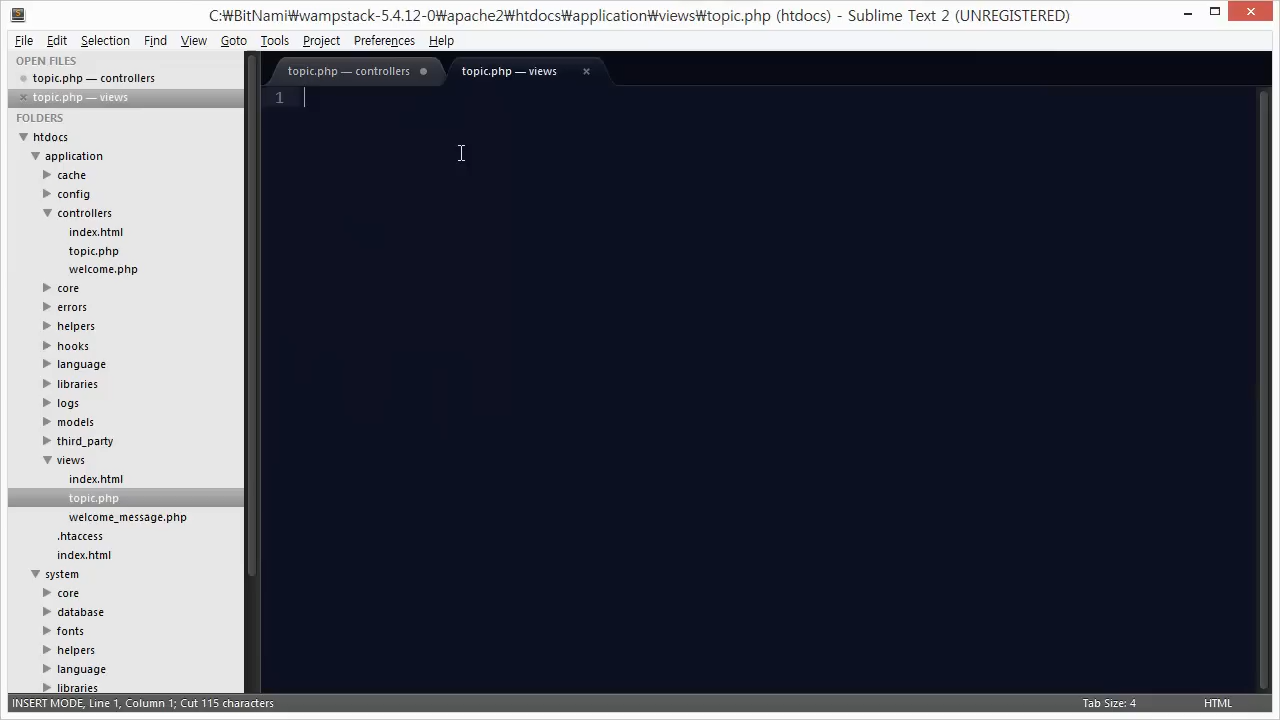 C:₩BitNami₩wampstack-5.4.12-0₩apache2₩htdocs₩application₩views₩topic.php (htdocs) - Sublime Text 2 (UNREGISTERED)
File Edit Selection Find View Goto Tools Project Preferences Help
OPEN FILES
topic.php — controllers
topic.php — views
FOLDERS
htdocs
application
cache
config
controllers
index.html
topic.php
welcome.php
core
errors
helpers
hooks
language
libraries
logs
models
third_party
views
index.html
topic.php
welcome_message.php
.htaccess
index.html
system
core
database
fonts
helpers
language
libraries
topic.php — controllers
topic.php — views
1
INSERT MODE, Line 1, Column 1; Cut 115 characters
Tab Size: 4
HTML